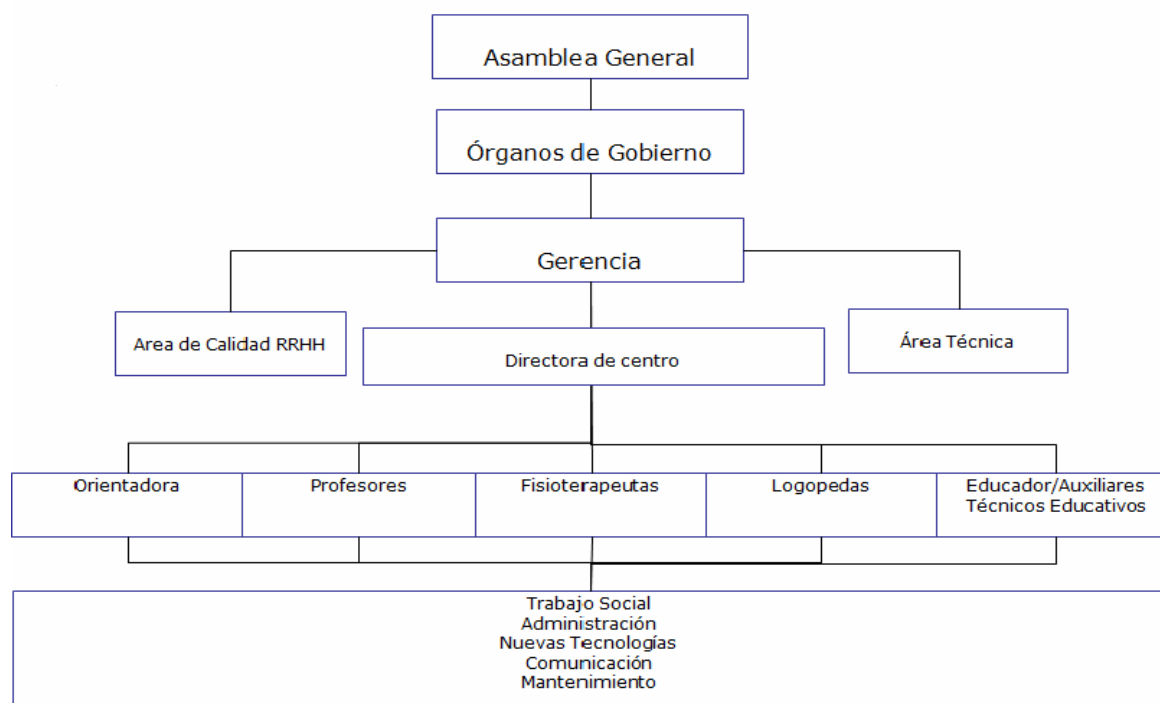 Asamblea General
Órganos de Gobierno
Gerencia
Area de Calidad RRHH
Directora de centro
Área Técnica
Orientadora
Profesores
Fisioterapeutas
Logopedas
Educador/Auxiliares
Técnicos Educativos
Trabajo Social
Administración
Nuevas Tecnologías
Comunicación
Mantenimiento